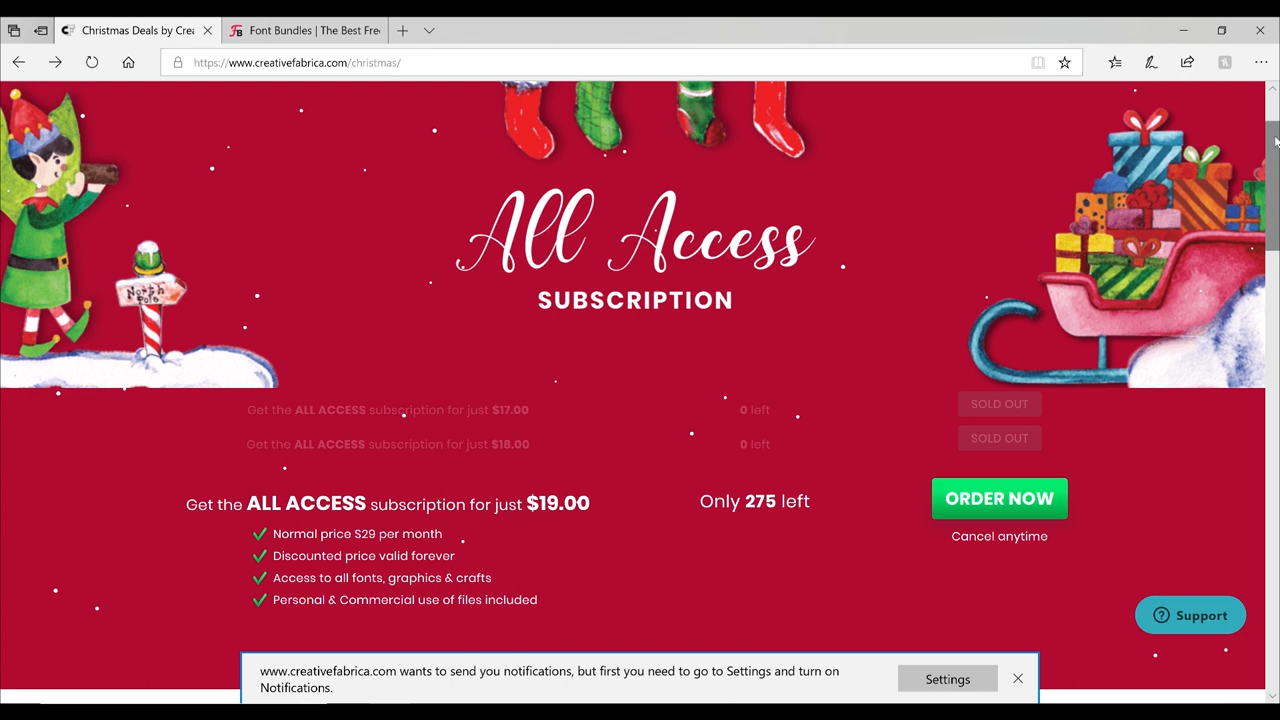 Christmas Deals by Crea
Font Bundles | The Best Fre
https://www.creativefabrica.com/christmas/
North
Pole
All Access
SUBSCRIPTION
Get the ALL ACCESS subscription for just $17.00
0 left
SOLD OUT
Get the ALL ACCESS subscription for just $18.00
0 left
SOLD OUT
Get the ALL ACCESS subscription for just $19.00
Only 275 left
ORDER NOW
Normal price $29 per month
Cancel anytime
Discounted price valid forever
Access to all fonts, graphics & crafts
Personal & Commercial use of files included
Support
www.creativefabrica.com wants to send you notifications, but first you need to go to Settings and turn on
Notifications.
Settings